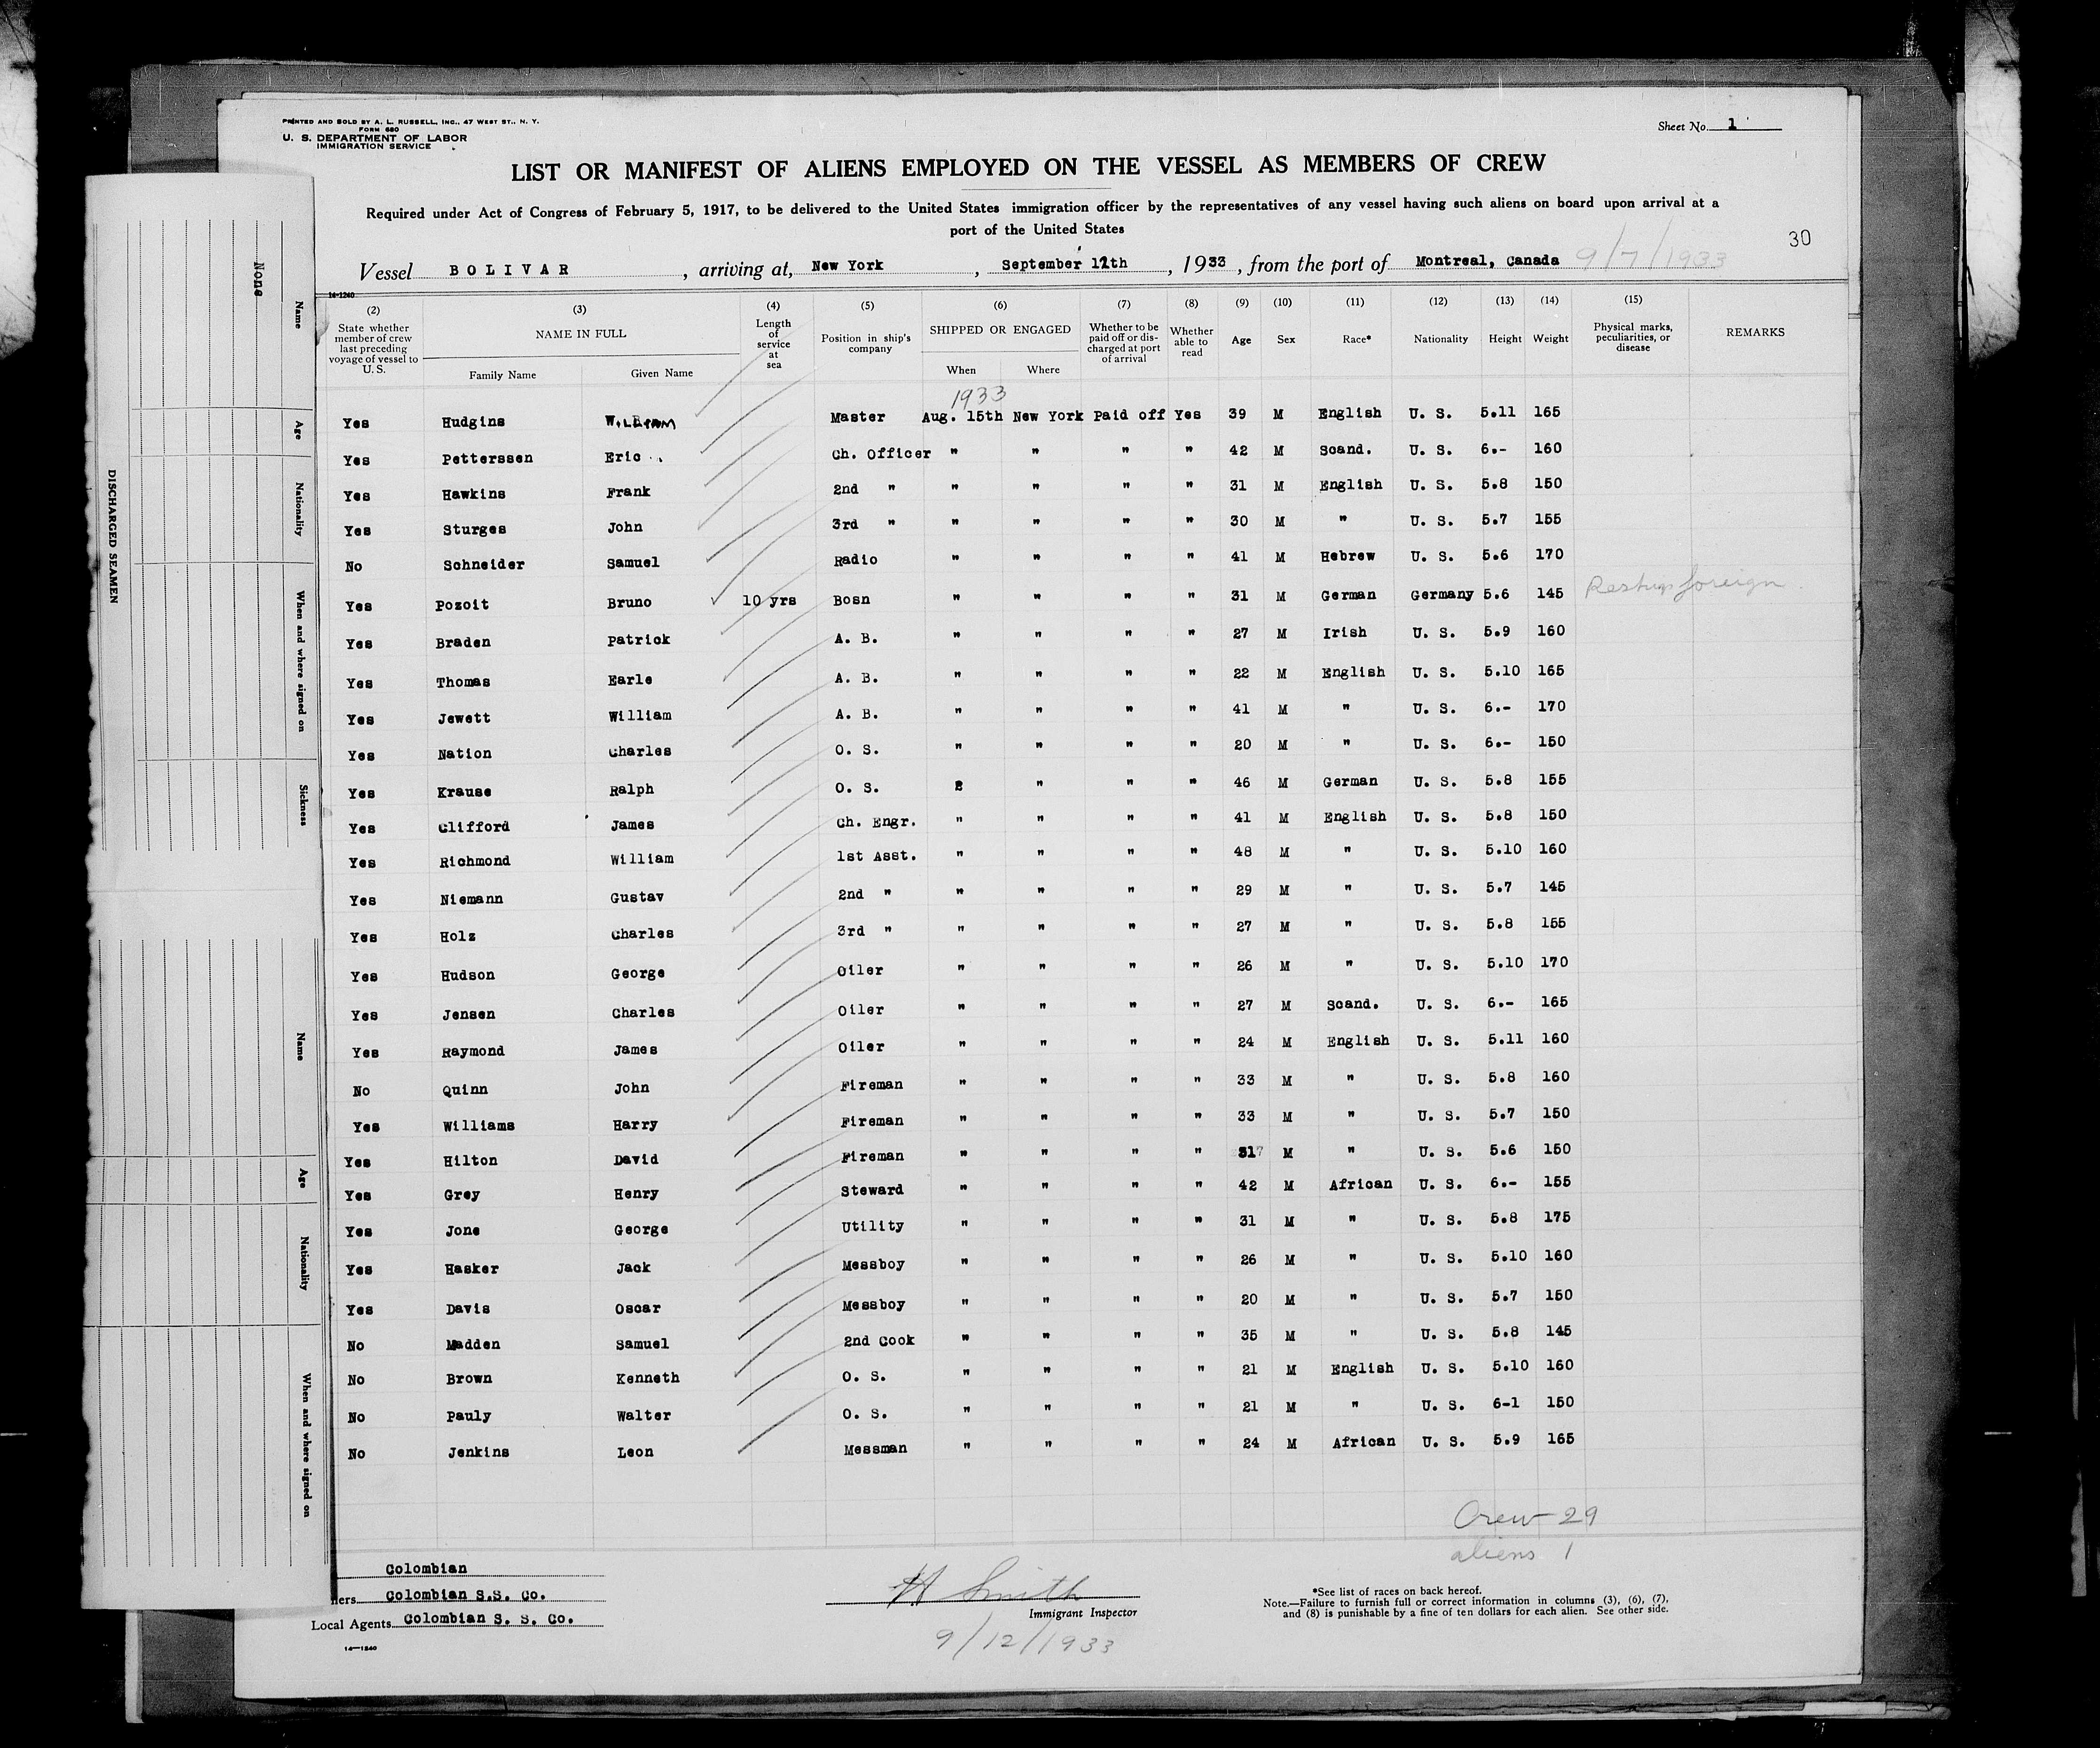 PRINTED AND SOLD BY A. L. RUSSELL, INC., 47 WEST ST., N. Y.
FORM 680
U. S. DEPARTMENT OF LABOR
IMMIGRATION SERVICE
Sheet No. 1
LIST OR MANIFEST OF ALIENS EMPLOYED ON THE VESSEL AS MEMBERS OF CREW
Required under Act of Congress of February 5, 1917, to be delivered to the United States immigration officer by the representatives of any vessel having such aliens on board upon arrival at a
port of the United States
30
Vessel BOLIVAR, arriving at, New York, September 12th, 1933, from the port of Montreal, Canada 9/7/1933
14-1240
(2) (3) (4) (5) (6) (7) (8) (9) (10) (11) (12) (13) (14) (15)
State whether member of crew last preceding voyage of vessel to U. S. NAME IN FULL Length of service at sea Position in ship's company SHIPPED OR ENGAGED Whether to be paid off or discharged at port of arrival Whether able to read Age Sex Race* Nationality Height Weight Physical marks, peculiarities, or disease REMARKS
Family Name Given Name When Where
1933
Yes Hudgins William Master Aug. 15th New York Paid off Yes 39 M English U. S. 5.11 165
Yes Petterssen Eric Ch. Officer " " " " 42 M Scand. U. S. 6.- 160
Yes Hawkins Frank 2nd " " " " " 31 M English U. S. 5.8 150
Yes Sturges John 3rd " " " " " 30 M " U. S. 5.7 155
No Schneider Samuel Radio " " " " 41 M Hebrew U. S. 5.6 170
Yes Pozoit Bruno ✓ 10 yrs Bosn " " " " 31 M German Germany 5.6 145 Reship foreign
Yes Braden Patrick A. B. " " " " 27 M Irish U. S. 5.9 160
Yes Thomas Earle A. B. " " " " 22 M English U. S. 5.10 165
Yes Jewett William A. B. " " " " 41 M " U. S. 6.- 170
Yes Nation Charles O. S. " " " " 20 M " U. S. 6.- 150
Yes Krause Ralph O. S. " " " " 46 M German U. S. 5.8 155
Yes Clifford James Ch. Engr. " " " " 41 M English U. S. 5.8 150
Yes Richmond William 1st Asst. " " " " 48 M " U. S. 5.10 160
Yes Niemann Gustav 2nd " " " " " 29 M " U. S. 5.7 145
Yes Holz Charles 3rd " " " " " 27 M " U. S. 5.8 155
Yes Hudson George Oiler " " " " 26 M " U. S. 5.10 170
Yes Jensen Charles Oiler " " " " 27 M Scand. U. S. 6.- 165
Yes Raymond James Oiler " " " " 24 M English U. S. 5.11 160
No Quinn John Fireman " " " " 33 M " U. S. 5.8 160
Yes Williams Harry Fireman " " " " 33 M " U. S. 5.7 150
Yes Hilton David Fireman " " " " M " U. S. 5.6 150
Yes Grey Henry Steward " " " " 42 M African U. S. 6.- 155
Yes Jone George Utility " " " " 31 M " U. S. 5.8 175
Yes Hasker Jack Messboy " " " " 26 M " U. S. 5.10 160
Yes Davis Oscar Messboy " " " " 20 M " U. S. 5.7 150
No Madden Samuel 2nd Cook " " " " 35 M " U. S. 5.8 145
No Brown Kenneth O. S. " " " " 21 M English U. S. 5.10 160
No Pauly Walter O. S. " " " " 21 M " U. S. 6-1 150
No Jenkins Leon Messman " " " " 24 M African U. S. 5.9 165
Crew 29
aliens 1
Colombian
ners Colombian S.S. Co.
Local Agents Colombian S. S. Co.
14-1240
H Smith
Immigrant Inspector
9/12/1933
*See list of races on back hereof.
Note.—Failure to furnish full or correct information in columns (3), (6), (7),
and (8) is punishable by a fine of ten dollars for each alien. See other side.
DISCHARGED SEAMEN
Name Age Nationality When and where signed on Sickness
None
Name Age Nationality When and where signed on